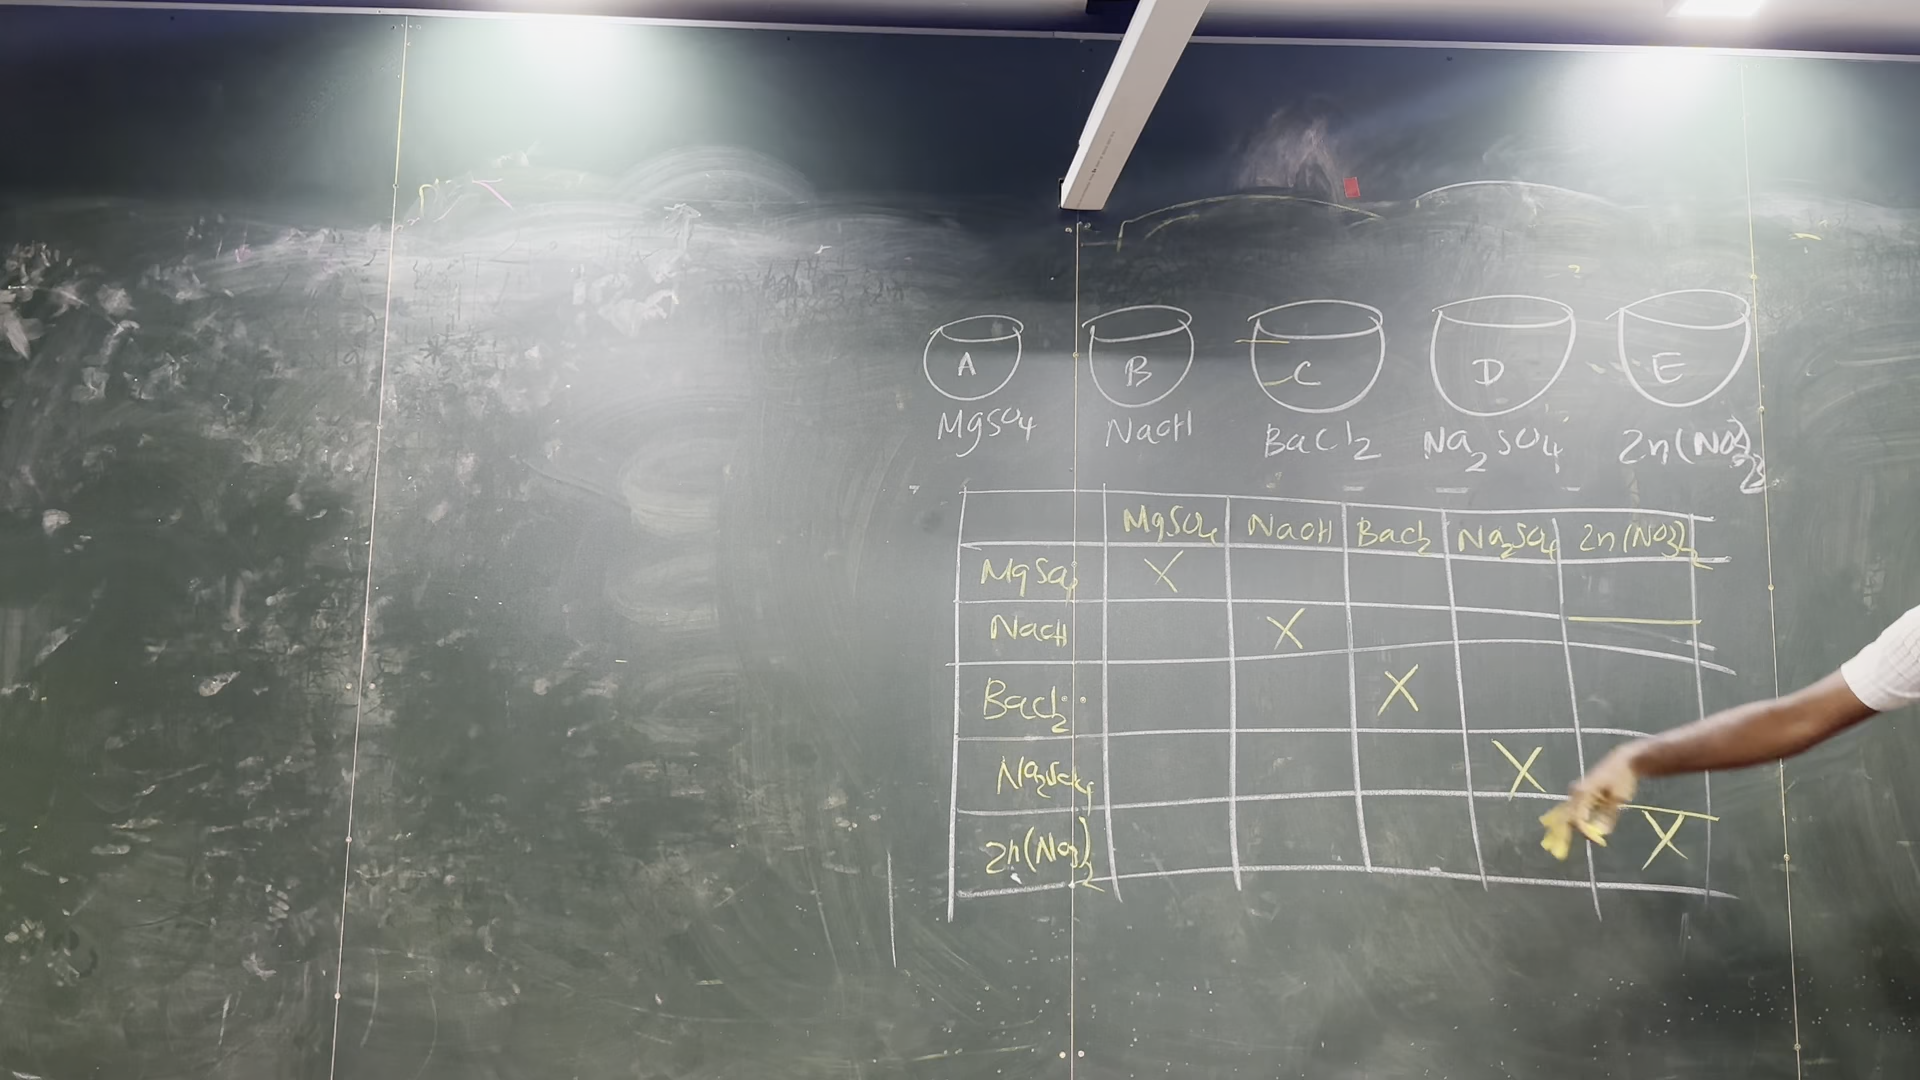 A B C D E
MgSO4 NaOH BaCl2 Na2SO4 Zn(NO3)2
MgSO4 NaOH BaCl2 Na2SO4 Zn(NO3)2
MgSO4 X
NaOH X
BaCl2 X
Na2SO4 X
Zn(NO3)2 X